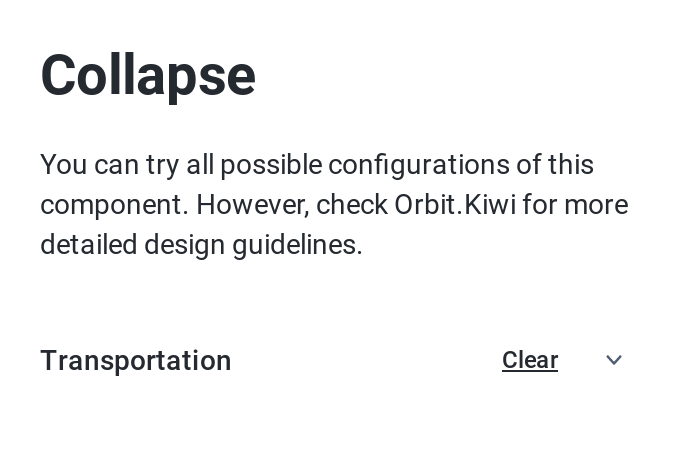 Collapse
You can try all possible configurations of this
component. However, check Orbit.Kiwi for more
detailed design guidelines.
Transportation Clear